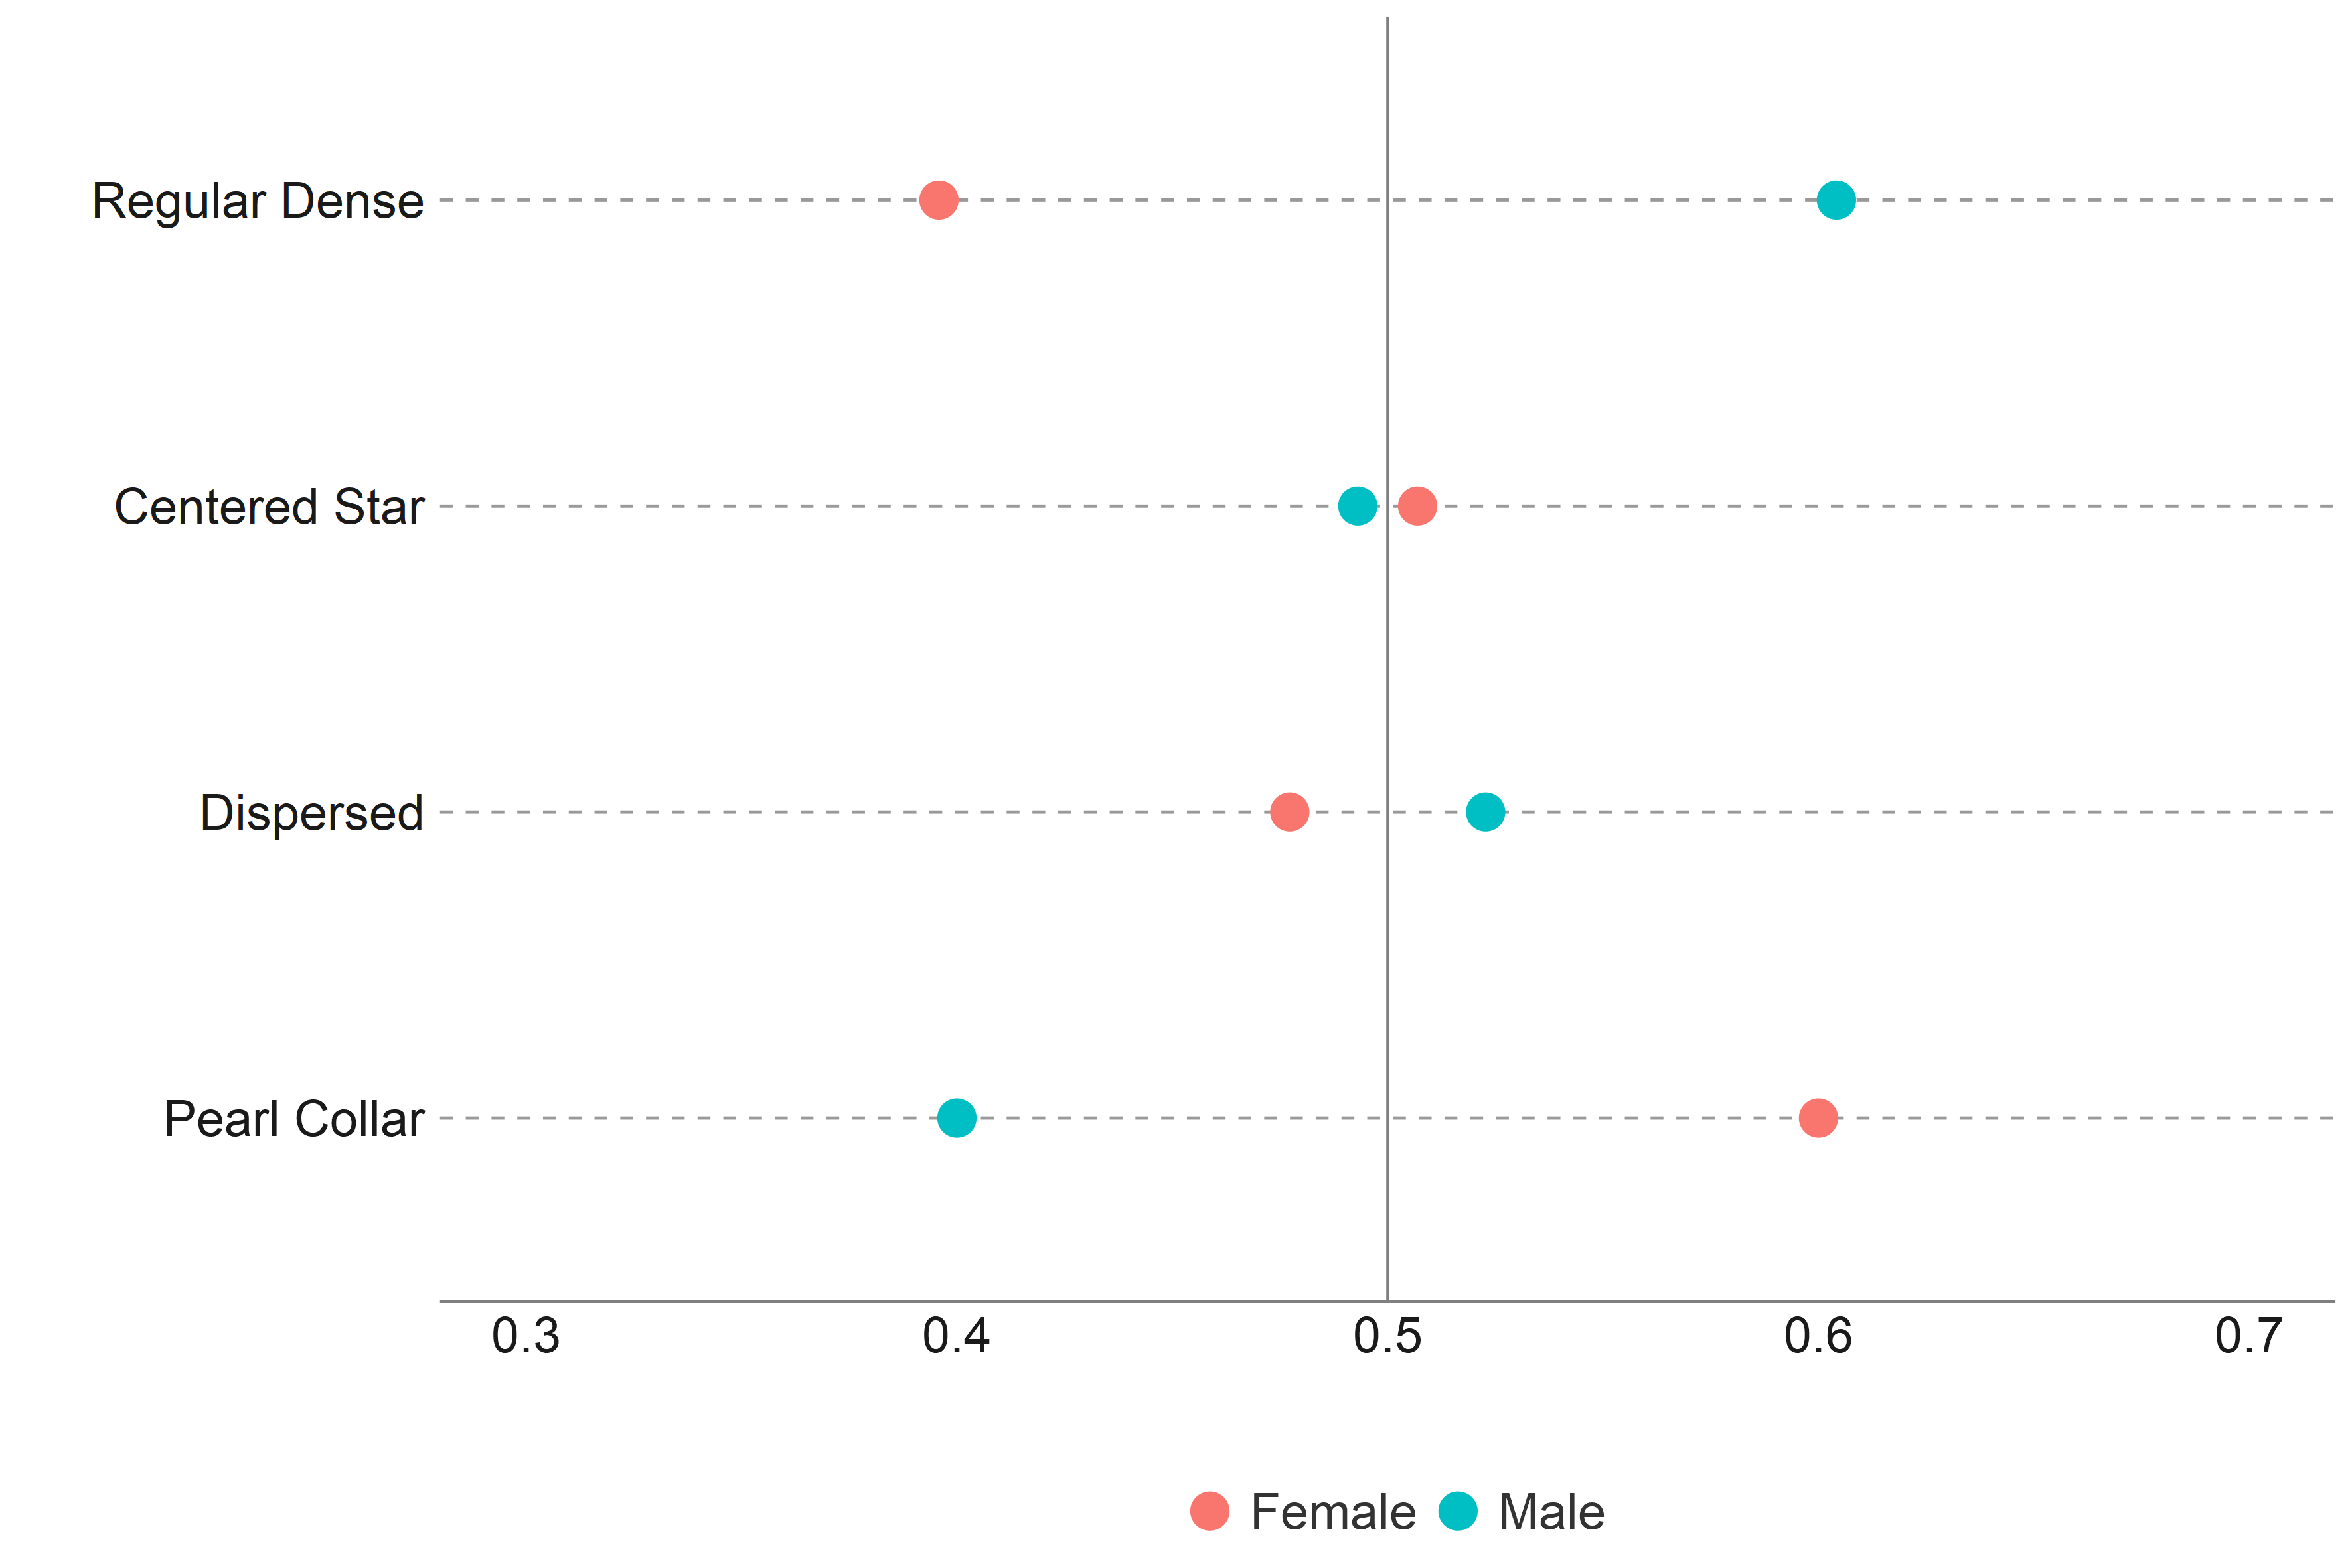 Regular Dense
Centered Star
Dispersed
Pearl Collar
0.3 0.4 0.5 0.6 0.7
Female Male